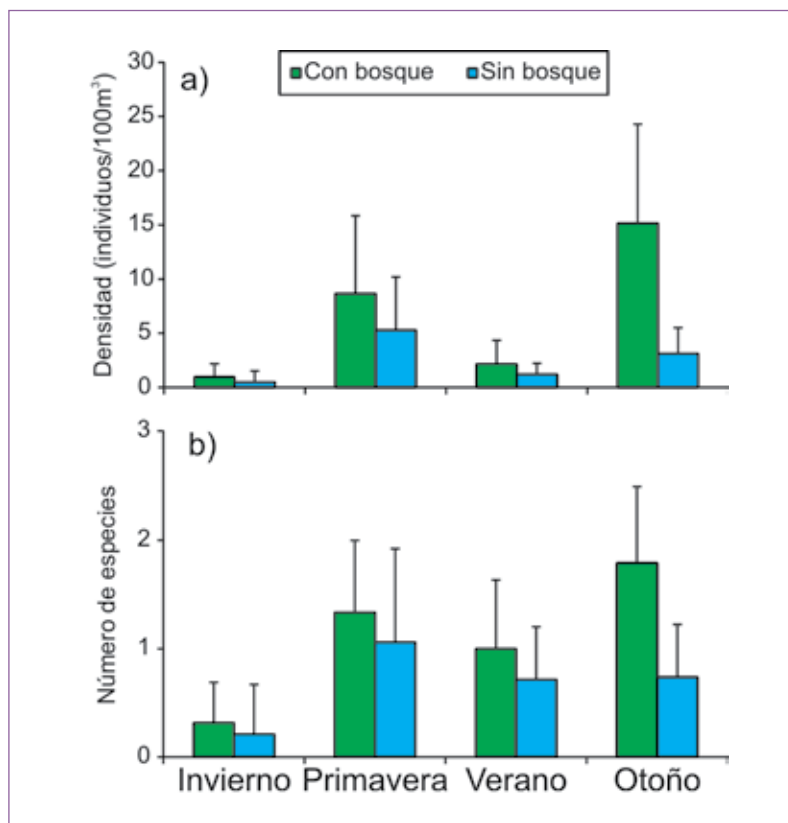 a)
Con bosque Sin bosque
Densidad (individuos/100m³)
30
25
20
15
10
5
0
b)
Número de especies
3
2
1
0
Invierno Primavera Verano Otoño